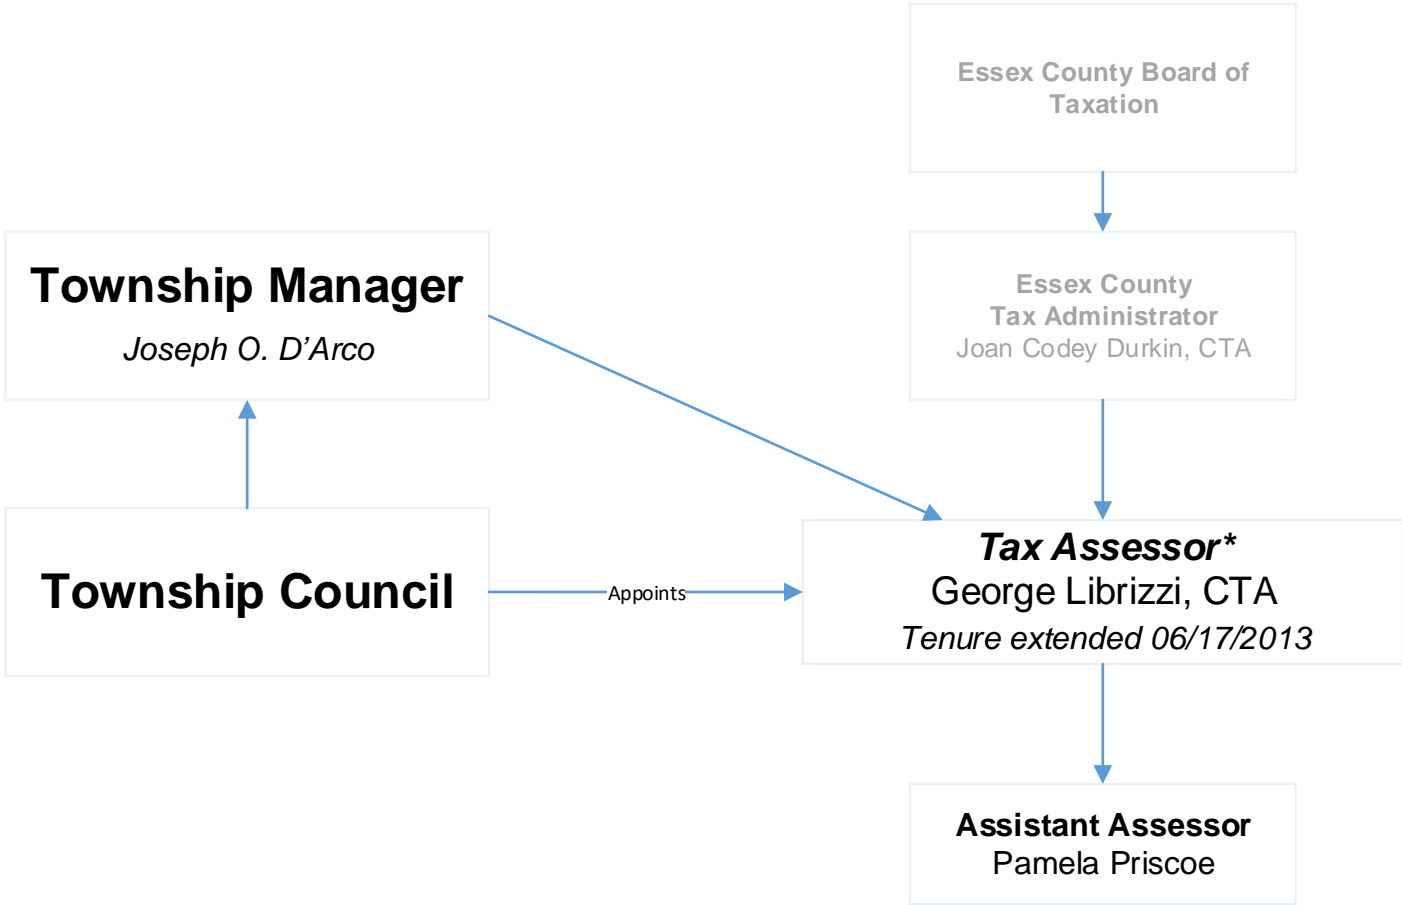 Essex County Board of
Taxation
Township Manager
Joseph O. D’Arco
Essex County
Tax Administrator
Joan Codey Durkin, CTA
Township Council
Appoints
Tax Assessor*
George Librizzi, CTA
Tenure extended 06/17/2013
Assistant Assessor
Pamela Priscoe